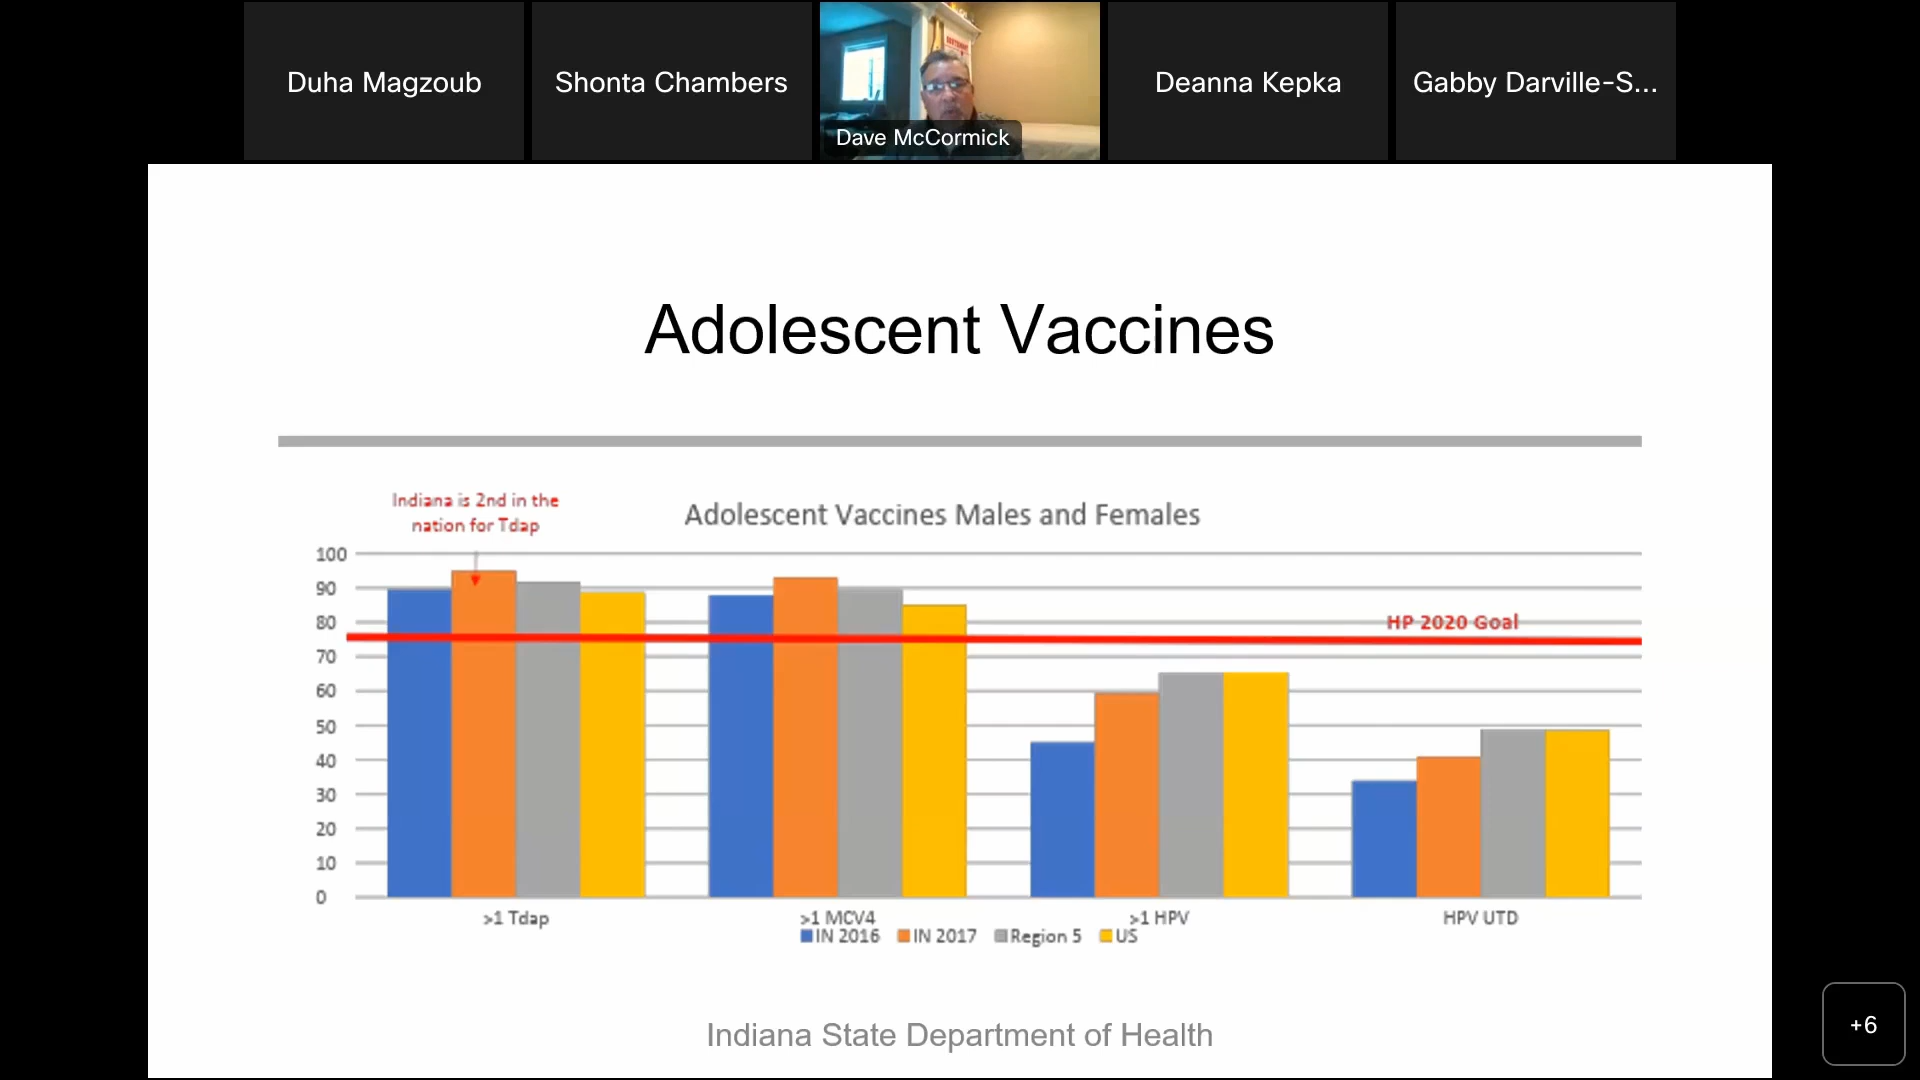 Duha Magzoub
Shonta Chambers
Dave McCormick
Deanna Kepka
Gabby Darville-S...
Adolescent Vaccines
Indiana is 2nd in the
nation for Tdap
Adolescent Vaccines Males and Females
100
90
80
70
60
50
40
30
20
10
0
HP 2020 Goal
>1 Tdap
>1 MCV4
>1 HPV
HPV UTD
IN 2016
IN 2017
Region 5
US
Indiana State Department of Health
+6